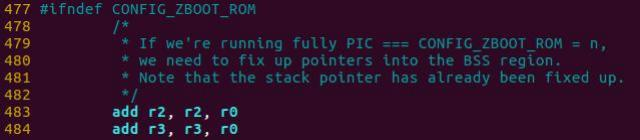 477 #ifndef CONFIG_ZBOOT_ROM
478         /*
479          * If we're running fully PIC === CONFIG_ZBOOT_ROM = n,
480          * we need to fix up pointers into the BSS region.
481          * Note that the stack pointer has already been fixed up.
482          */
483         add r2, r2, r0
484         add r3, r3, r0